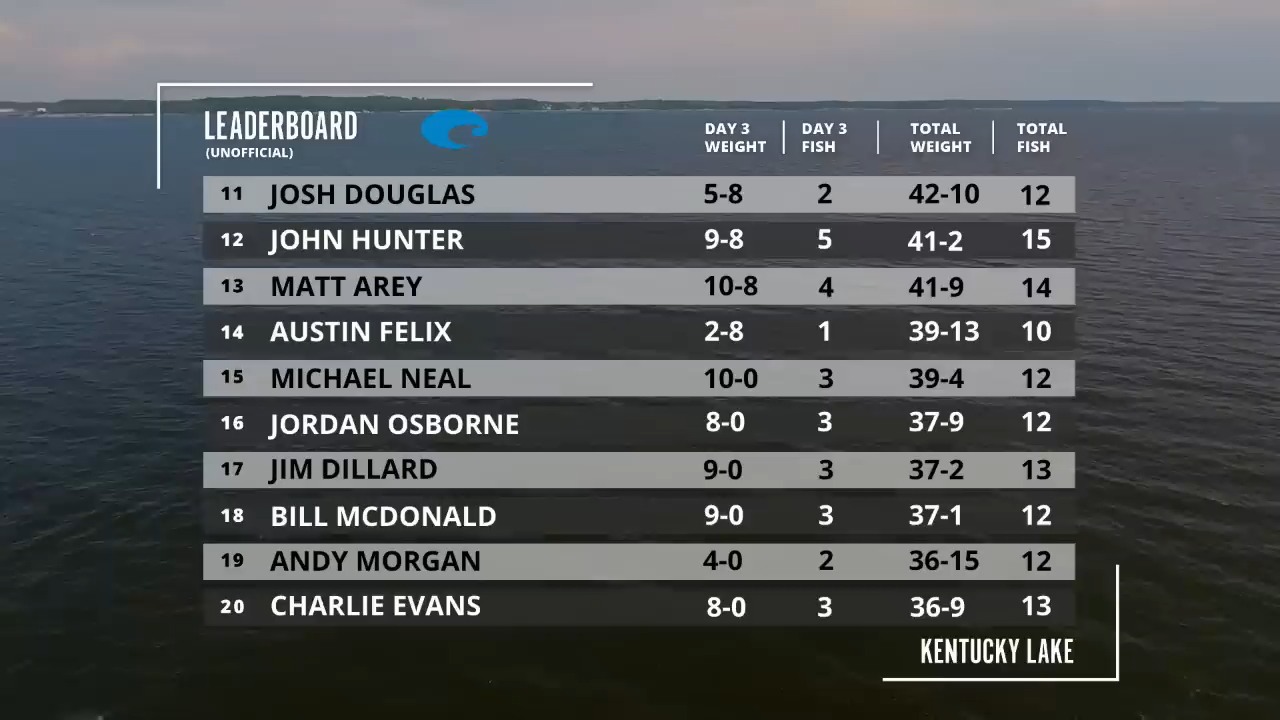 LEADERBOARD
(UNOFFICIAL)
DAY 3 WEIGHT | DAY 3 FISH | TOTAL WEIGHT | TOTAL FISH
11 JOSH DOUGLAS 5-8 2 42-10 12
12 JOHN HUNTER 9-8 5 41-2 15
13 MATT AREY 10-8 4 41-9 14
14 AUSTIN FELIX 2-8 1 39-13 10
15 MICHAEL NEAL 10-0 3 39-4 12
16 JORDAN OSBORNE 8-0 3 37-9 12
17 JIM DILLARD 9-0 3 37-2 13
18 BILL MCDONALD 9-0 3 37-1 12
19 ANDY MORGAN 4-0 2 36-15 12
20 CHARLIE EVANS 8-0 3 36-9 13
KENTUCKY LAKE